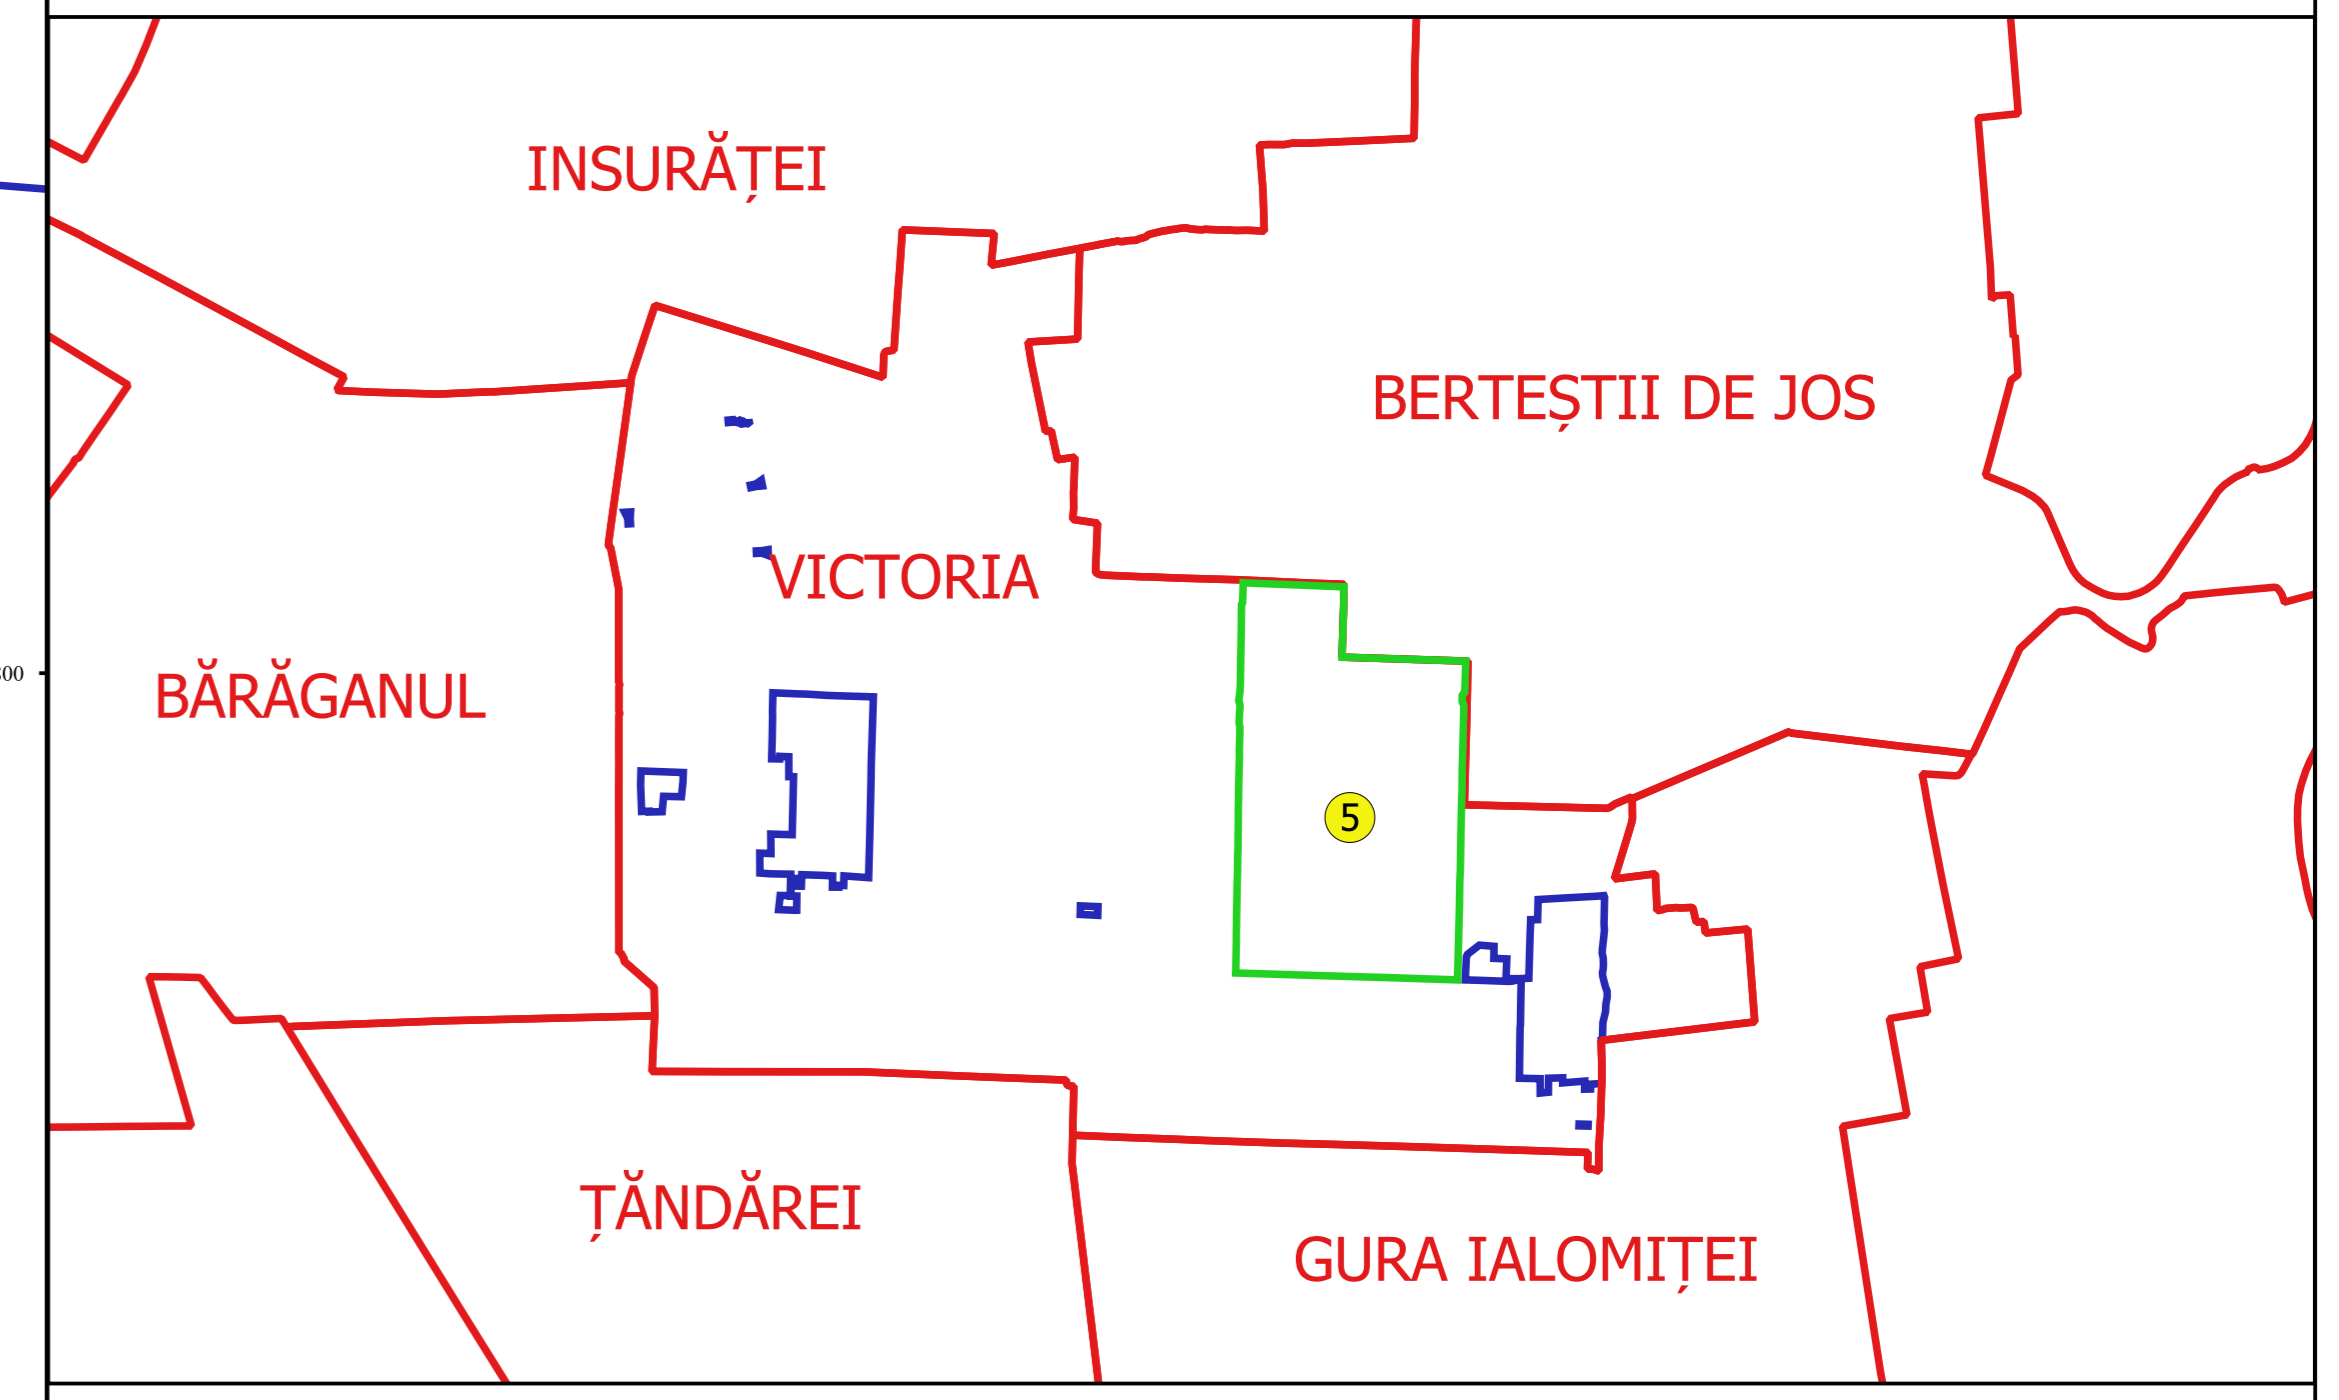 INSURĂȚEI
BERTEȘTII DE JOS
VICTORIA
BĂRĂGANUL
5
ȚĂNDĂREI
GURA IALOMIȚEI